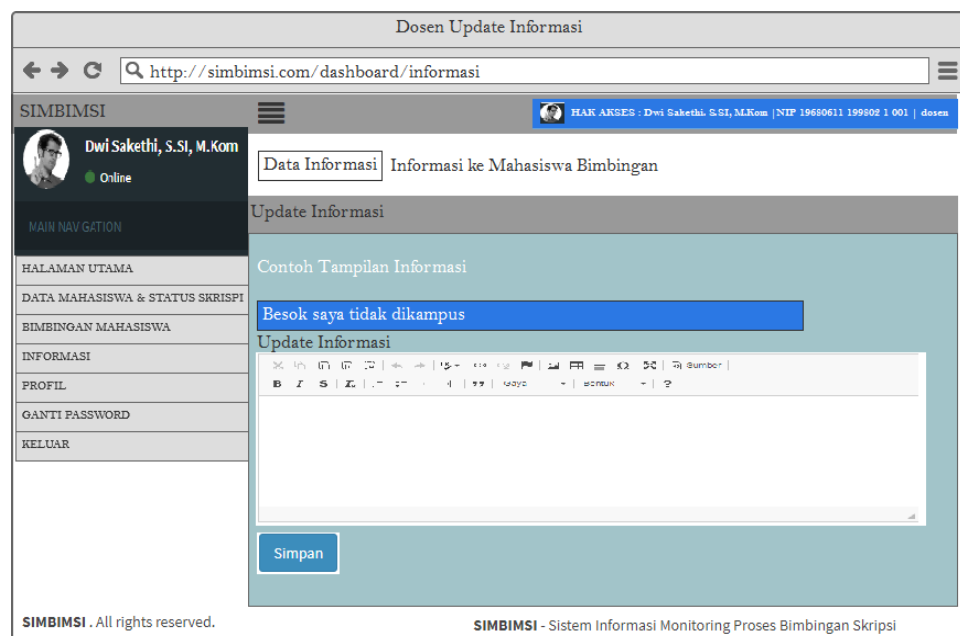 Dosen Update Informasi
http://simbimsi.com/dashboard/informasi
SIMBIMSI
HAK AKSES : Dwi Sakethi. S.SI, M.Kom |NIP 19680611 199802 1 001 | dosen
Dwi Sakethi, S.SI, M.Kom
Online
MAIN NAV GATION
Data Informasi Informasi ke Mahasiswa Bimbingan
Update Informasi
HALAMAN UTAMA
DATA MAHASISWA & STATUS SKRISPI
BIMBINGAN MAHASISWA
INFORMASI
PROFIL
GANTI PASSWORD
KELUAR
Contoh Tampilan Informasi
Besok saya tidak dikampus
Update Informasi
Sumber
B I S
Gaya
?
Simpan
SIMBIMSI . All rights reserved.
SIMBIMSI - Sistem Informasi Monitoring Proses Bimbingan Skripsi